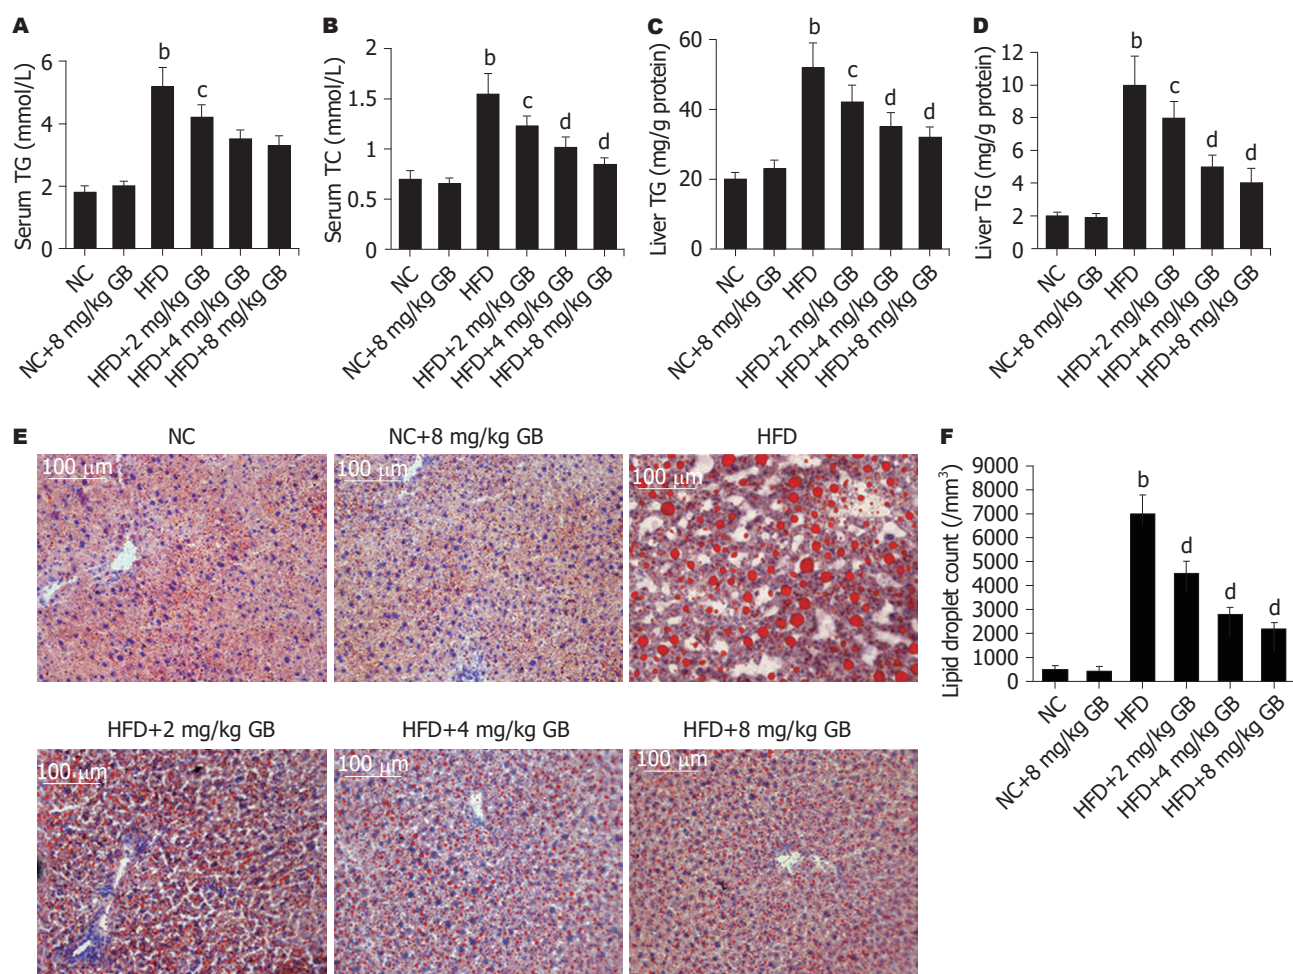 A
Serum TG (mmol/L)
6
4
2
0
b
c
NC
NC+8 mg/kg GB
HFD
HFD+2 mg/kg GB
HFD+4 mg/kg GB
HFD+8 mg/kg GB
B
Serum TC (mmol/L)
2
1.5
1
0.5
0
b
c
d
d
NC
NC+8 mg/kg GB
HFD
HFD+2 mg/kg GB
HFD+4 mg/kg GB
HFD+8 mg/kg GB
C
Liver TG (mg/g protein)
60
40
20
0
b
c
d
d
NC
NC+8 mg/kg GB
HFD
HFD+2 mg/kg GB
HFD+4 mg/kg GB
HFD+8 mg/kg GB
D
Liver TG (mg/g protein)
12
10
8
6
4
2
0
b
c
d
d
NC
NC+8 mg/kg GB
HFD
HFD+2 mg/kg GB
HFD+4 mg/kg GB
HFD+8 mg/kg GB
E
NC
100 μm
NC+8 mg/kg GB
100 μm
HFD
100 μm
HFD+2 mg/kg GB
100 μm
HFD+4 mg/kg GB
100 μm
HFD+8 mg/kg GB
100 μm
F
Lipid droplet count (/mm³)
9000
8000
7000
6000
5000
4000
3000
2000
1000
0
b
d
d
d
NC
NC+8 mg/kg GB
HFD
HFD+2 mg/kg GB
HFD+4 mg/kg GB
HFD+8 mg/kg GB